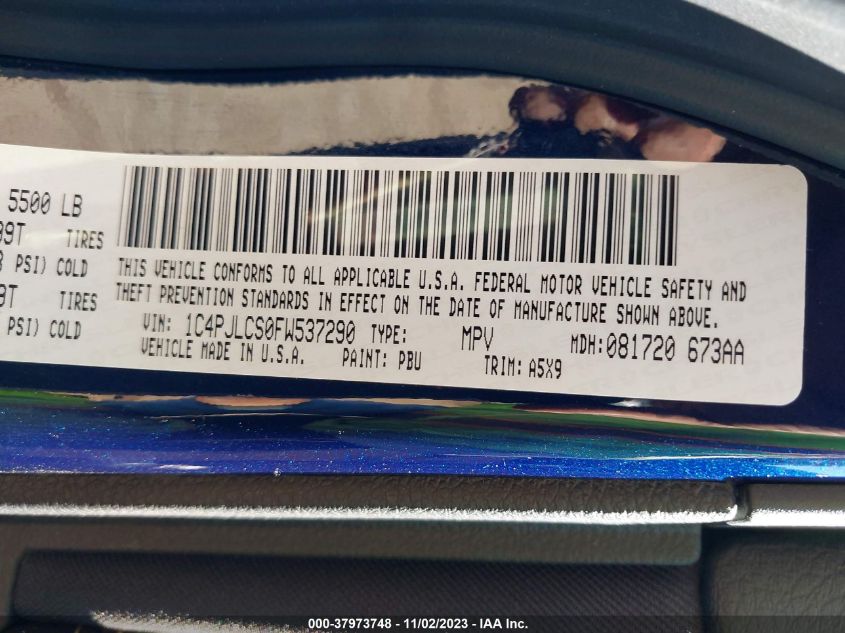 5500 LB
TIRES
PSI) COLD
TIRES
PSI) COLD
THIS VEHICLE CONFORMS TO ALL APPLICABLE U.S.A. FEDERAL MOTOR VEHICLE SAFETY AND
THEFT PREVENTION STANDARDS IN EFFECT ON THE DATE OF MANUFACTURE SHOWN ABOVE.
VIN: 1C4PJLCS0FW537290 TYPE: MPV MDH:081720 673AA
VEHICLE MADE IN U.S.A. PAINT: PBU TRIM: A5X9
000-37973748 - 11/02/2023 - IAA Inc.